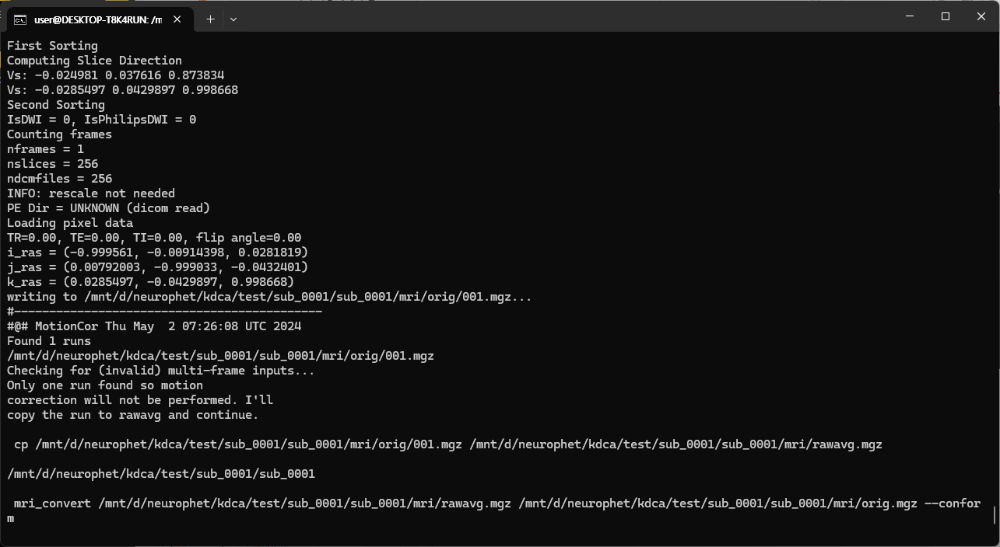 user@DESKTOP-T8K4RUN: /m
First Sorting
Computing Slice Direction
Vs: -0.024981 0.037616 0.873834
Vs: -0.0285497 0.0429897 0.998668
Second Sorting
IsDWI = 0, IsPhilipsDWI = 0
Counting frames
nframes = 1
nslices = 256
ndcmfiles = 256
INFO: rescale not needed
PE Dir = UNKNOWN (dicom read)
Loading pixel data
TR=0.00, TE=0.00, TI=0.00, flip angle=0.00
i_ras = (-0.999561, -0.00914398, 0.0281819)
j_ras = (0.00792003, -0.999033, -0.0432401)
k_ras = (0.0285497, -0.0429897, 0.998668)
writing to /mnt/d/neurophet/kdca/test/sub_0001/sub_0001/mri/orig/001.mgz...
#--------------------------------------------
#@# MotionCor Thu May  2 07:26:08 UTC 2024
Found 1 runs
/mnt/d/neurophet/kdca/test/sub_0001/sub_0001/mri/orig/001.mgz
Checking for (invalid) multi-frame inputs...
Only one run found so motion
correction will not be performed. I'll
copy the run to rawavg and continue.
cp /mnt/d/neurophet/kdca/test/sub_0001/sub_0001/mri/orig/001.mgz /mnt/d/neurophet/kdca/test/sub_0001/sub_0001/mri/rawavg.mgz
/mnt/d/neurophet/kdca/test/sub_0001/sub_0001
mri_convert /mnt/d/neurophet/kdca/test/sub_0001/sub_0001/mri/rawavg.mgz /mnt/d/neurophet/kdca/test/sub_0001/sub_0001/mri/orig.mgz --confor
m